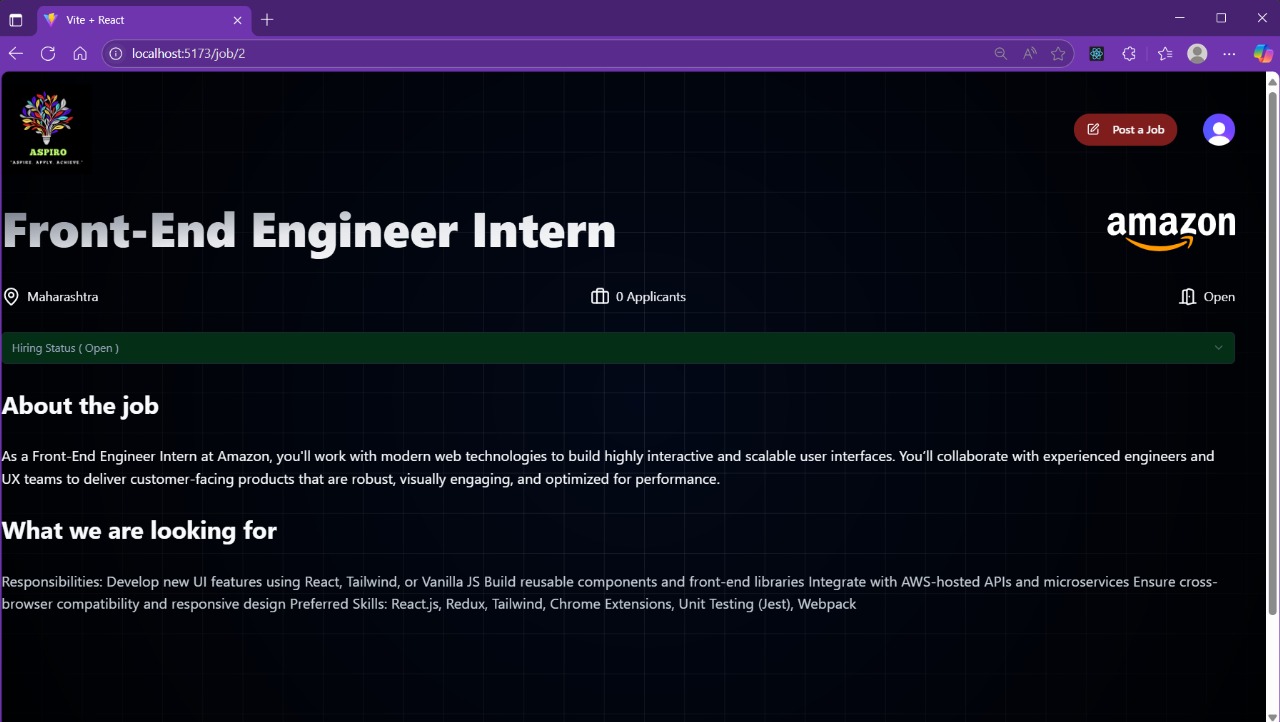 Vite + React
localhost:5173/job/2
ASPIRO
"ASPIRE APPLY ACHIEVE"
Post a Job
Front-End Engineer Intern
amazon
Maharashtra
0 Applicants
Open
Hiring Status ( Open )
About the job
As a Front-End Engineer Intern at Amazon, you'll work with modern web technologies to build highly interactive and scalable user interfaces. You’ll collaborate with experienced engineers and
UX teams to deliver customer-facing products that are robust, visually engaging, and optimized for performance.
What we are looking for
Responsibilities: Develop new UI features using React, Tailwind, or Vanilla JS Build reusable components and front-end libraries Integrate with AWS-hosted APIs and microservices Ensure cross-
browser compatibility and responsive design Preferred Skills: React.js, Redux, Tailwind, Chrome Extensions, Unit Testing (Jest), Webpack